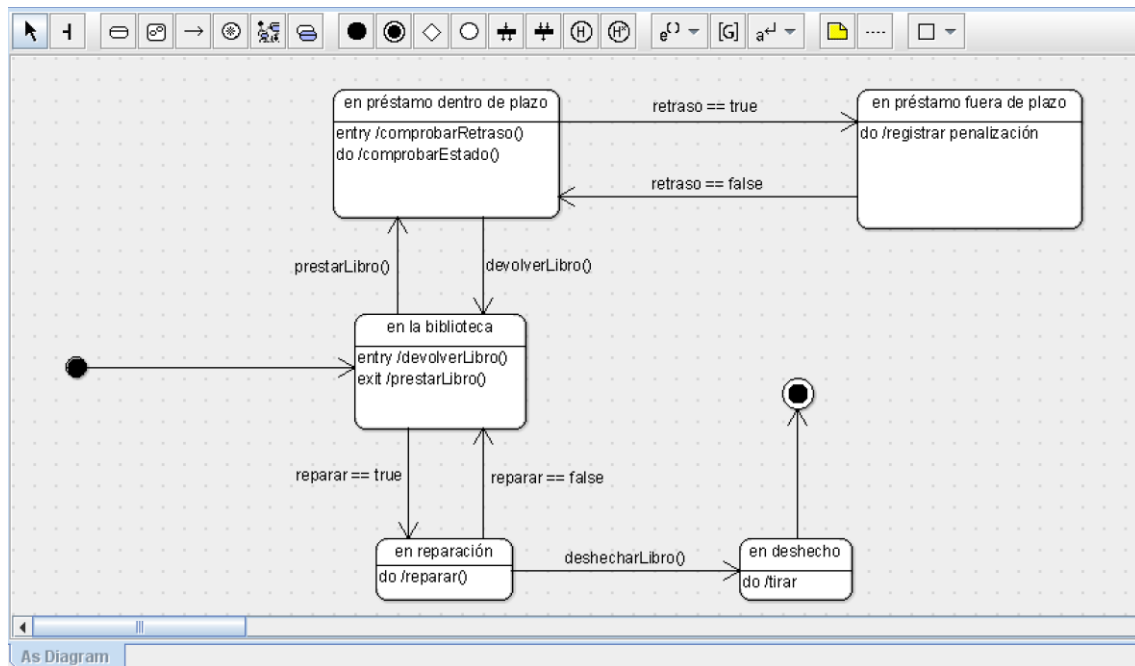 e
[G]
a
H
H*
en préstamo dentro de plazo
entry /comprobarRetraso()
do /comprobarEstado()
retraso == true
en préstamo fuera de plazo
do /registrar penalización
retraso == false
prestarLibro()
devolverLibro()
en la biblioteca
entry /devolverLibro()
exit /prestarLibro()
reparar == true
reparar == false
en reparación
do /reparar()
deshecharLibro()
en deshecho
do /tirar
As Diagram